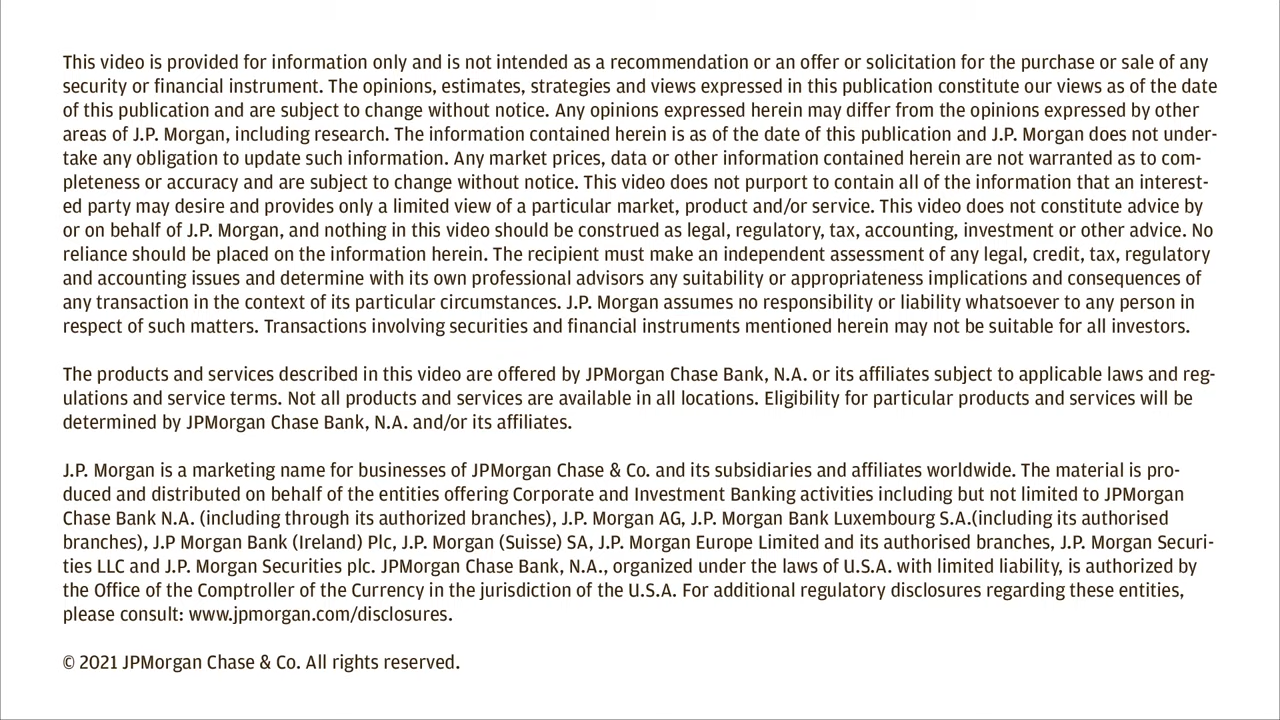 This video is provided for information only and is not intended as a recommendation or an offer or solicitation for the purchase or sale of any
security or financial instrument. The opinions, estimates, strategies and views expressed in this publication constitute our views as of the date
of this publication and are subject to change without notice. Any opinions expressed herein may differ from the opinions expressed by other
areas of J.P. Morgan, including research. The information contained herein is as of the date of this publication and J.P. Morgan does not under-
take any obligation to update such information. Any market prices, data or other information contained herein are not warranted as to com-
pleteness or accuracy and are subject to change without notice. This video does not purport to contain all of the information that an interest-
ed party may desire and provides only a limited view of a particular market, product and/or service. This video does not constitute advice by
or on behalf of J.P. Morgan, and nothing in this video should be construed as legal, regulatory, tax, accounting, investment or other advice. No
reliance should be placed on the information herein. The recipient must make an independent assessment of any legal, credit, tax, regulatory
and accounting issues and determine with its own professional advisors any suitability or appropriateness implications and consequences of
any transaction in the context of its particular circumstances. J.P. Morgan assumes no responsibility or liability whatsoever to any person in
respect of such matters. Transactions involving securities and financial instruments mentioned herein may not be suitable for all investors.
The products and services described in this video are offered by JPMorgan Chase Bank, N.A. or its affiliates subject to applicable laws and reg-
ulations and service terms. Not all products and services are available in all locations. Eligibility for particular products and services will be
determined by JPMorgan Chase Bank, N.A. and/or its affiliates.
J.P. Morgan is a marketing name for businesses of JPMorgan Chase & Co. and its subsidiaries and affiliates worldwide. The material is pro-
duced and distributed on behalf of the entities offering Corporate and Investment Banking activities including but not limited to JPMorgan
Chase Bank N.A. (including through its authorized branches), J.P. Morgan AG, J.P. Morgan Bank Luxembourg S.A.(including its authorised
branches), J.P Morgan Bank (Ireland) Plc, J.P. Morgan (Suisse) SA, J.P. Morgan Europe Limited and its authorised branches, J.P. Morgan Securi-
ties LLC and J.P. Morgan Securities plc. JPMorgan Chase Bank, N.A., organized under the laws of U.S.A. with limited liability, is authorized by
the Office of the Comptroller of the Currency in the jurisdiction of the U.S.A. For additional regulatory disclosures regarding these entities,
please consult: www.jpmorgan.com/disclosures.
© 2021 JPMorgan Chase & Co. All rights reserved.